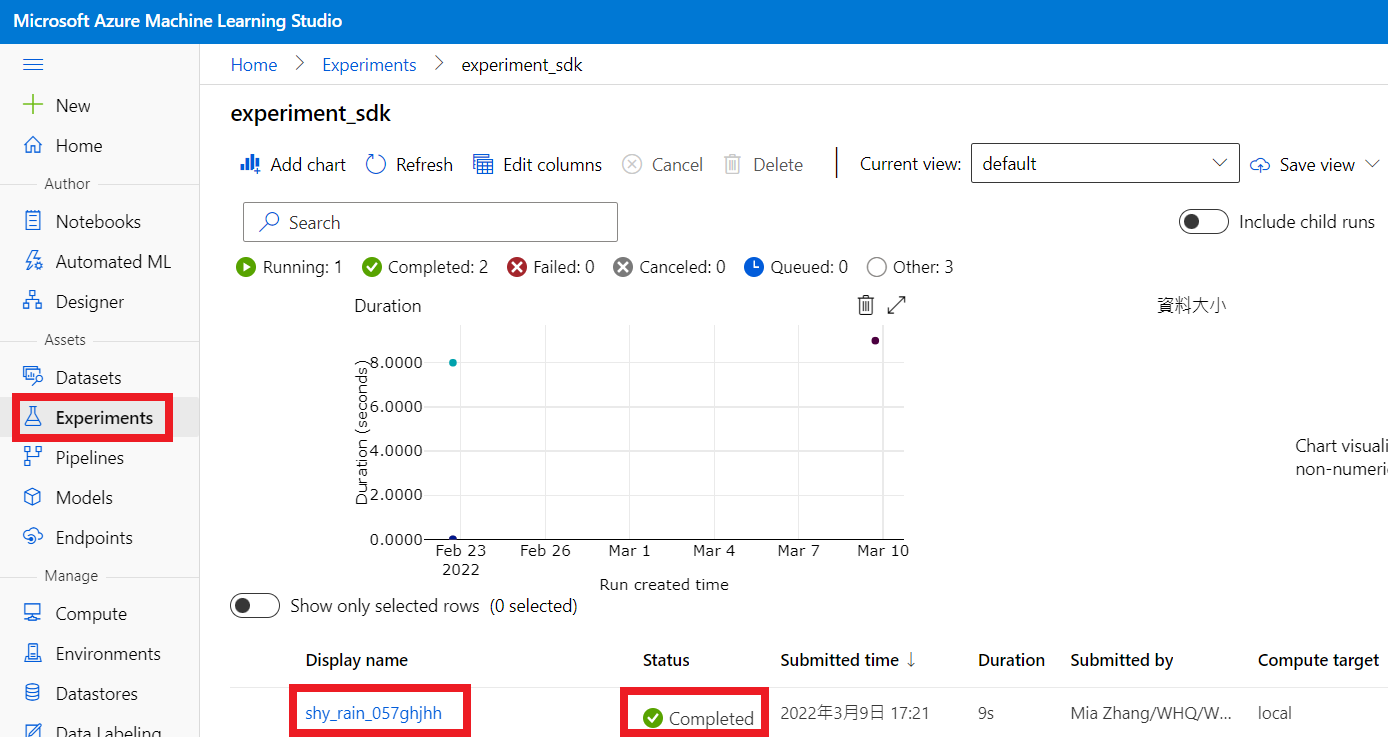 Microsoft Azure Machine Learning Studio
Home > Experiments > experiment_sdk
New
Home
Author
Notebooks
Automated ML
Designer
Assets
Datasets
Experiments
Pipelines
Models
Endpoints
Manage
Compute
Environments
Datastores
Data Labeling
experiment_sdk
Add chart Refresh Edit columns Cancel Delete Current view: default Save view
Search Include child runs
Running: 1 Completed: 2 Failed: 0 Canceled: 0 Queued: 0 Other: 3
Duration
Duration (seconds)
8.0000
6.0000
4.0000
2.0000
0.0000
Feb 23 Feb 26 Mar 1 Mar 4 Mar 7 Mar 10
2022
Run created time
資料大小
Chart visuali
non-numeri
Show only selected rows (0 selected)
Display name Status Submitted time ↓ Duration Submitted by Compute target
shy_rain_057ghjhh Completed 2022年3月9日 17:21 9s Mia Zhang/WHQ/W... local